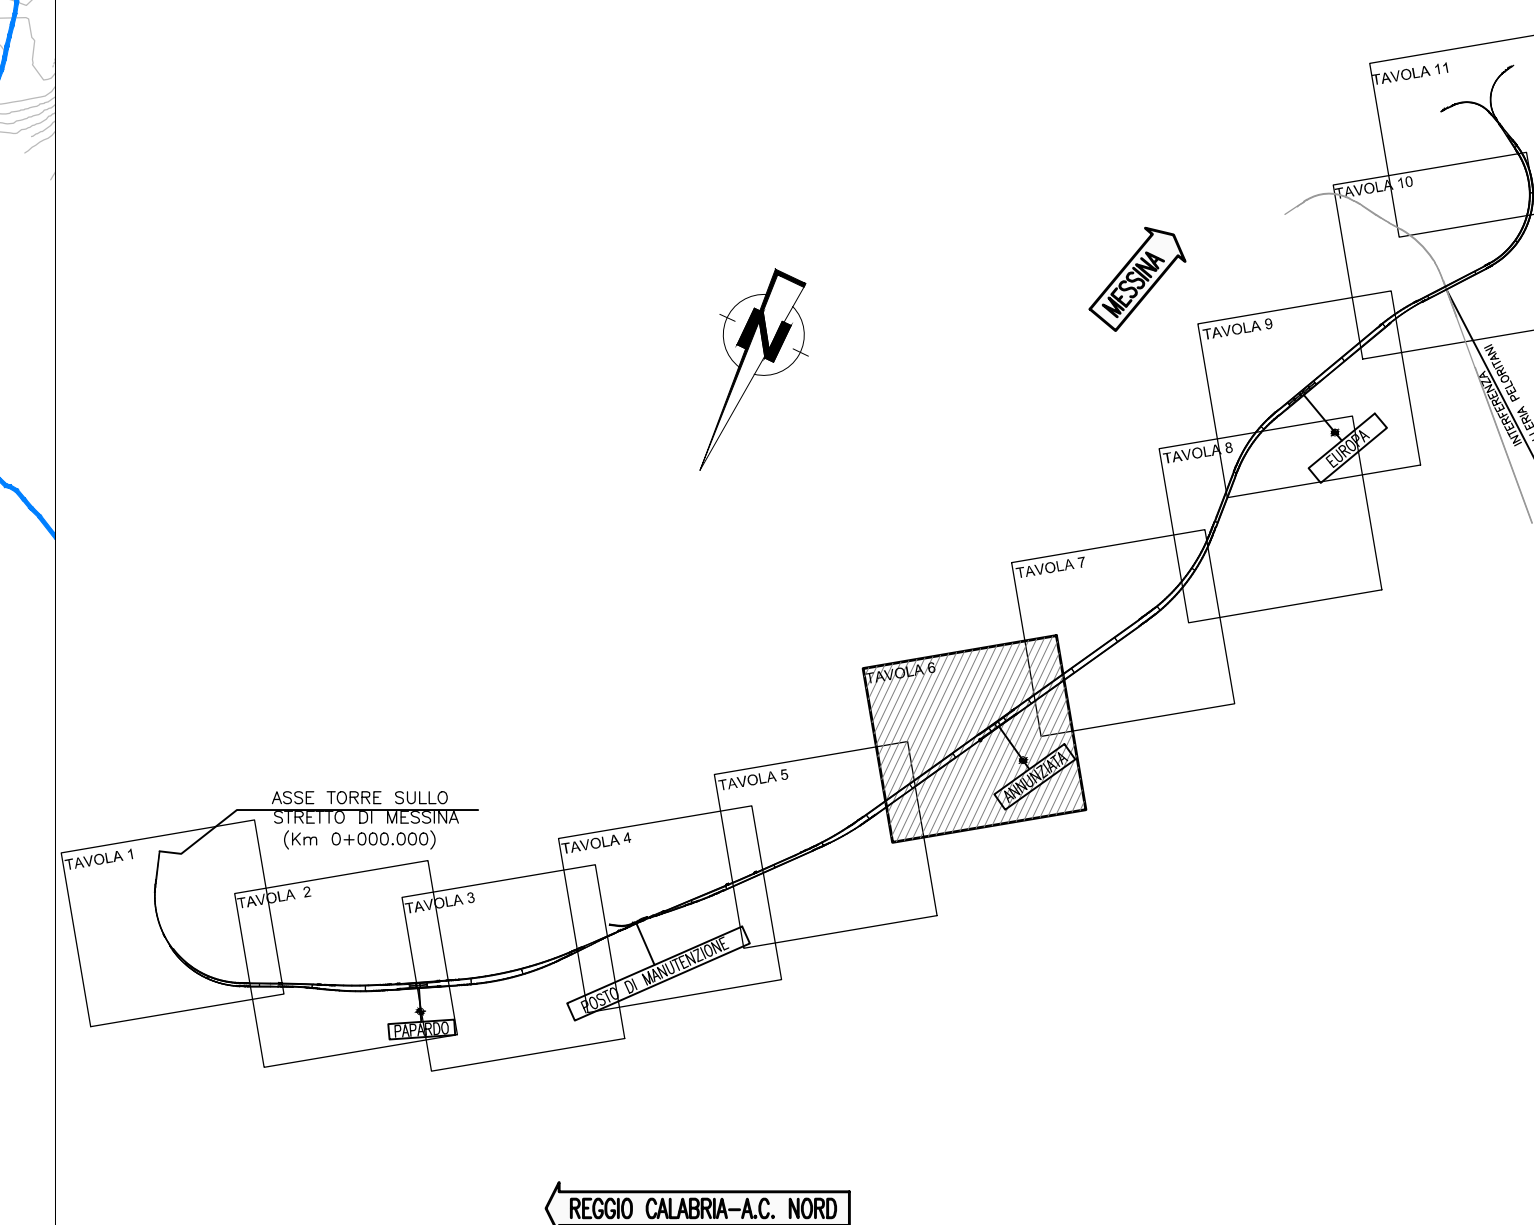 TAVOLA 11
TAVOLA 10
MESSINA
N
TAVOLA 9
INTERFERENZA
PELORITANI
EUROPA
TAVOLA 8
TAVOLA 7
TAVOLA 6
ANNUNZIATA
TAVOLA 5
ASSE TORRE SULLO
STRETTO DI MESSINA
(Km 0+000.000)
TAVOLA 4
TAVOLA 1
TAVOLA 2
TAVOLA 3
POSTO DI MANUTENZIONE
PAPARDO
REGGIO CALABRIA-A.C. NORD